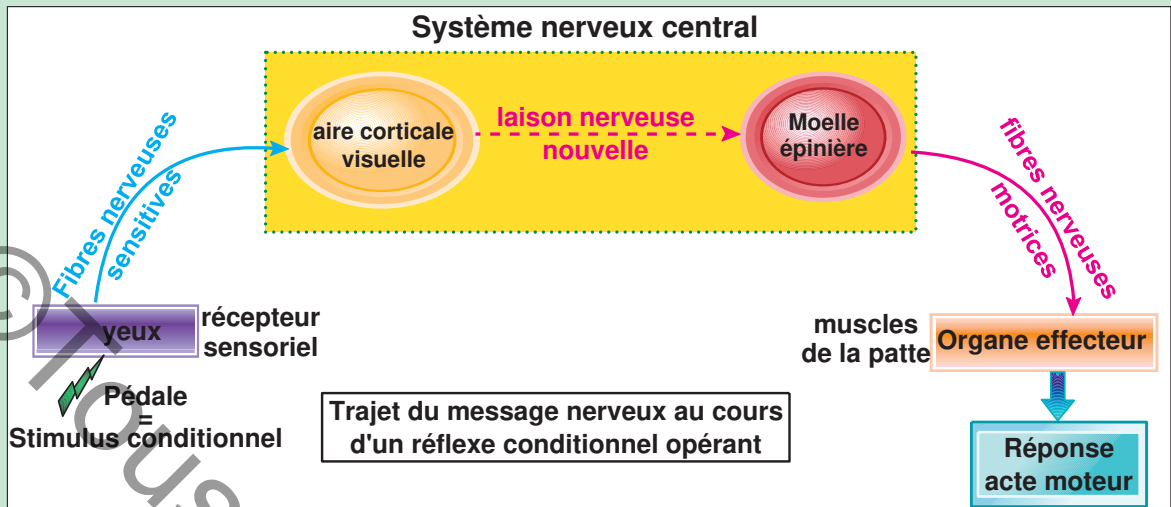 Système nerveux central
aire corticale
visuelle
laison nerveuse
nouvelle
Moelle
épinière
Fibres nerveuses
sensitives
fibres nerveuses
motrices
yeux
récepteur
sensoriel
Pédale
=
Stimulus conditionnel
muscles
de la patte
Organe effecteur
Trajet du message nerveux au cours
d'un réflexe conditionnel opérant
Réponse
acte moteur
©Tous